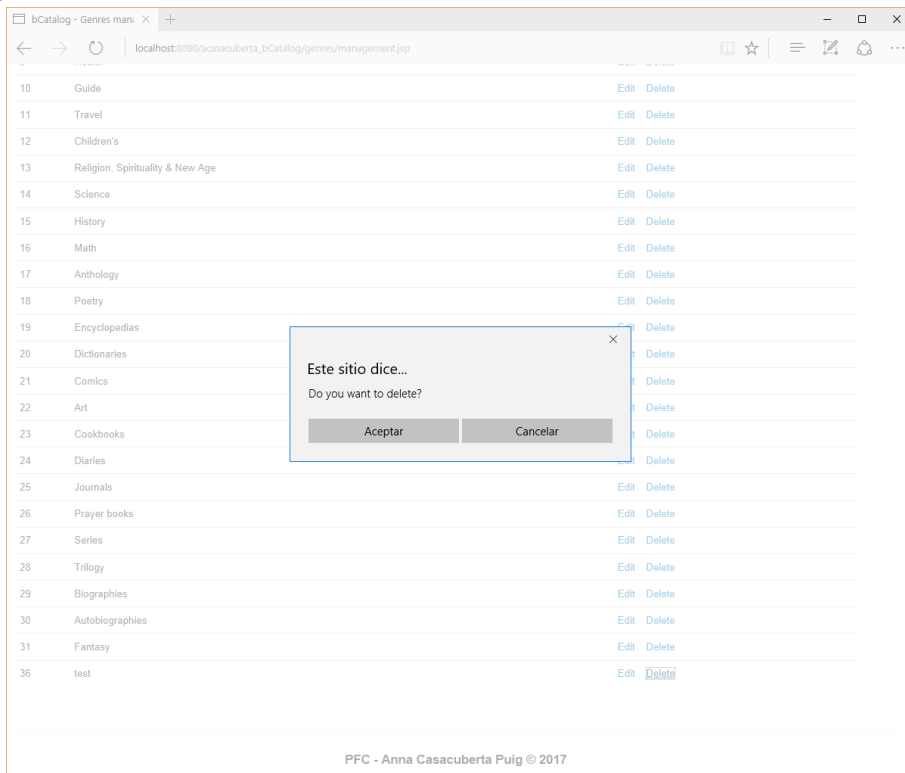 bCatalog - Genres mana
localhost:8080/acasacuberta_bCatalog/genres/management.jsp
10 Guide Edit Delete
11 Travel Edit Delete
12 Children's Edit Delete
13 Religion, Spirituality & New Age Edit Delete
14 Science Edit Delete
15 History Edit Delete
16 Math Edit Delete
17 Anthology Edit Delete
18 Poetry Edit Delete
19 Encyclopedias Delete
20 Dictionaries Delete
21 Comics Delete
22 Art Delete
23 Cookbooks Delete
24 Diaries Delete
25 Journals Edit Delete
26 Prayer books Edit Delete
27 Series Edit Delete
28 Trilogy Edit Delete
29 Biographies Edit Delete
30 Autobiographies Edit Delete
31 Fantasy Edit Delete
36 test Edit Delete
Este sitio dice...
Do you want to delete?
Aceptar Cancelar
PFC - Anna Casacuberta Puig © 2017